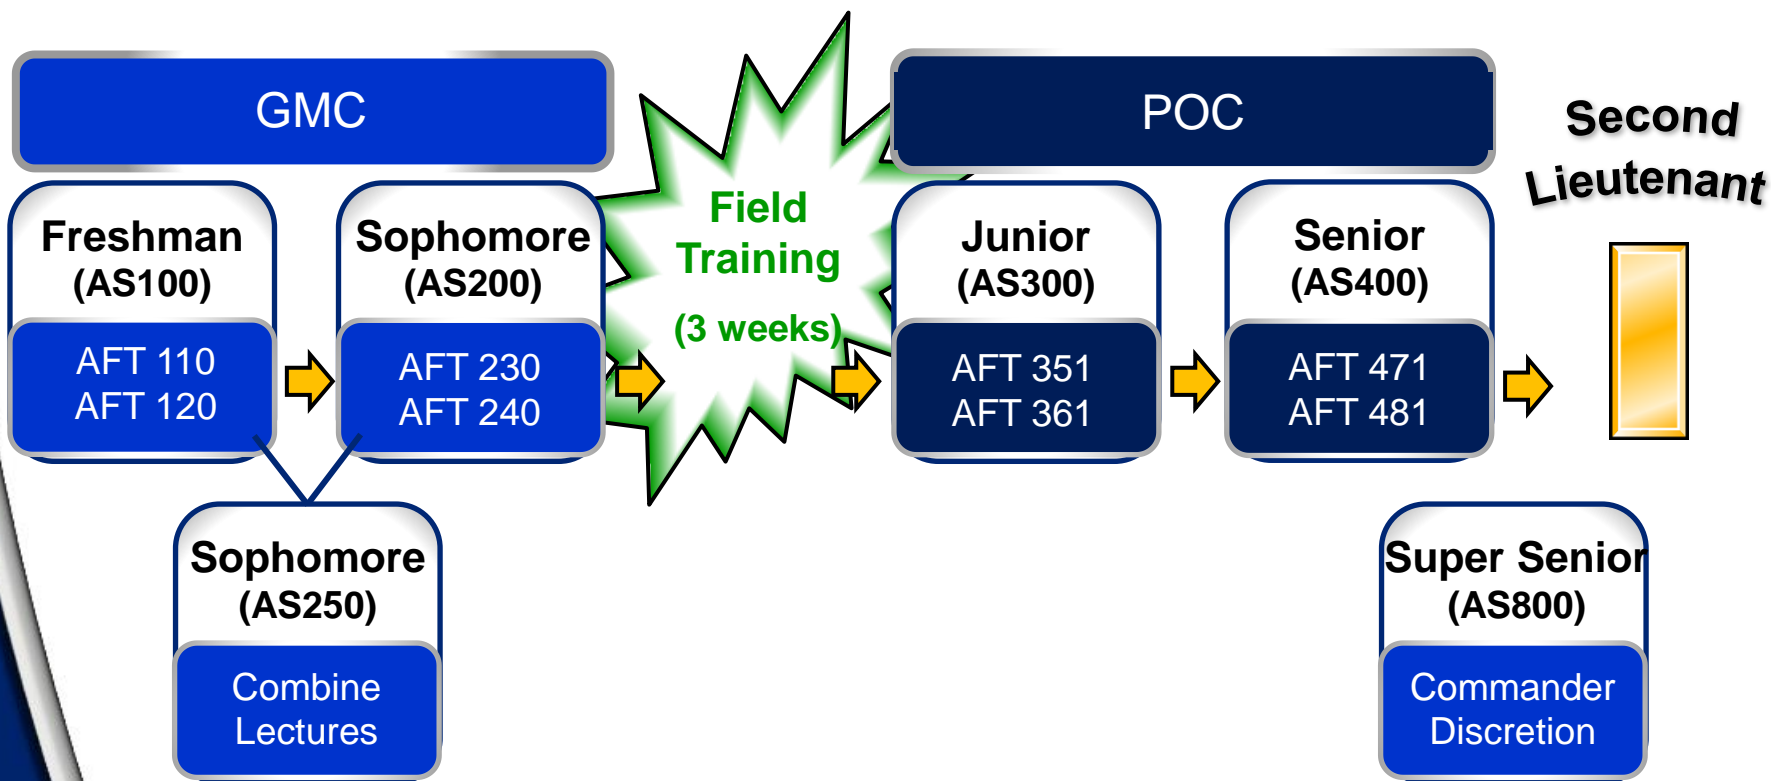 GMC
POC
Second
Lieutenant
Freshman
(AS100)
AFT 110
AFT 120
Sophomore
(AS200)
AFT 230
AFT 240
Field
Training
(3 weeks)
Junior
(AS300)
AFT 351
AFT 361
Senior
(AS400)
AFT 471
AFT 481
Sophomore
(AS250)
Combine
Lectures
Super Senior
(AS800)
Commander
Discretion